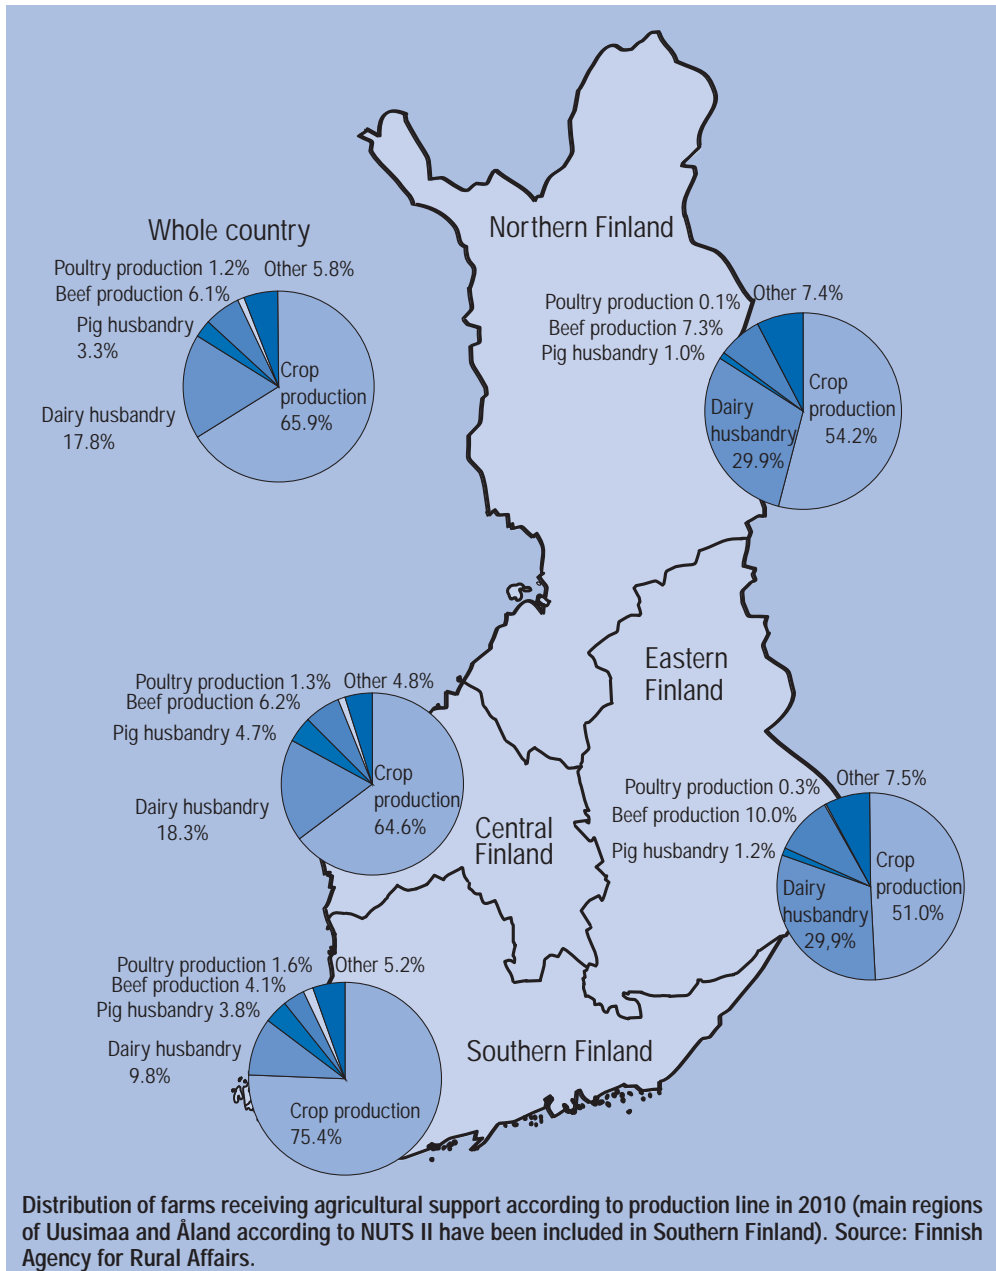 Northern Finland
Whole country
Poultry production 1.2%
Other 5.8%
Beef production 6.1%
Pig husbandry
3.3%
Dairy husbandry
17.8%
Crop
production
65.9%
Poultry production 0.1%
Other 7.4%
Beef production 7.3%
Pig husbandry 1.0%
Dairy
husbandry
29.9%
Crop
production
54.2%
Eastern
Finland
Poultry production 1.3%
Other 4.8%
Beef production 6.2%
Pig husbandry 4.7%
Dairy husbandry
18.3%
Crop
production
64.6%
Central
Finland
Poultry production 0.3%
Other 7.5%
Beef production 10.0%
Pig husbandry 1.2%
Dairy
husbandry
29,9%
Crop
production
51.0%
Poultry production 1.6%
Other 5.2%
Beef production 4.1%
Pig husbandry 3.8%
Dairy husbandry
9.8%
Crop production
75.4%
Southern Finland
Distribution of farms receiving agricultural support according to production line in 2010 (main regions
of Uusimaa and Åland according to NUTS II have been included in Southern Finland). Source: Finnish
Agency for Rural Affairs.